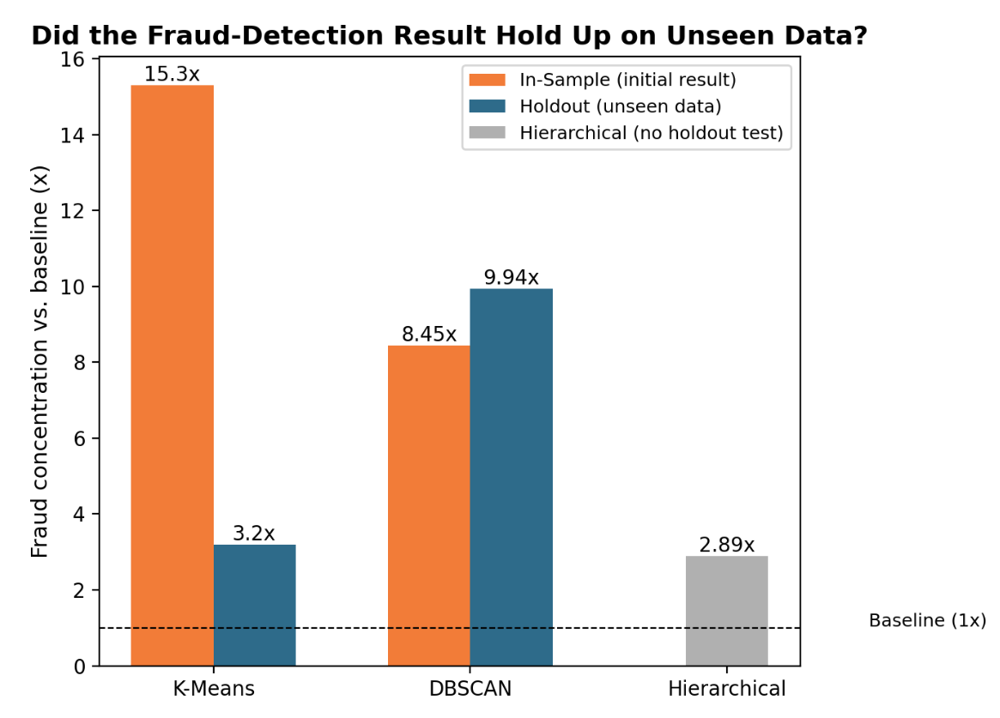 Did the Fraud-Detection Result Hold Up on Unseen Data?
Fraud concentration vs. baseline (x)
16
14
12
10
8
6
4
2
0
15.3x
3.2x
8.45x
9.94x
2.89x
In-Sample (initial result)
Holdout (unseen data)
Hierarchical (no holdout test)
Baseline (1x)
K-Means
DBSCAN
Hierarchical